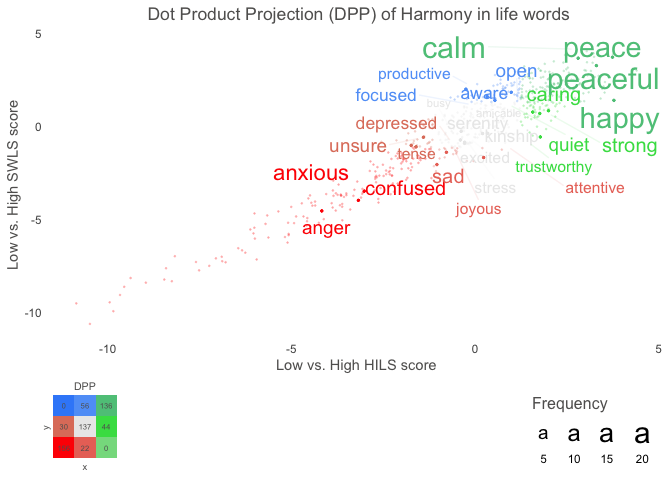 Dot Product Projection (DPP) of Harmony in life words
5
0
-5
-10
Low vs. High SWLS score
calm
peace
productive
open
peaceful
focused
aware
caring
busy
amicable
happy
depressed
serenity
unsure
kinship
tense
quiet
strong
excited
anxious
sad
trustworthy
confused
stress
attentive
joyous
anger
-10
-5
0
5
Low vs. High HILS score
DPP
y
56
136
30
137
44
22
0
x
Frequency
a a a a
5 10 15 20